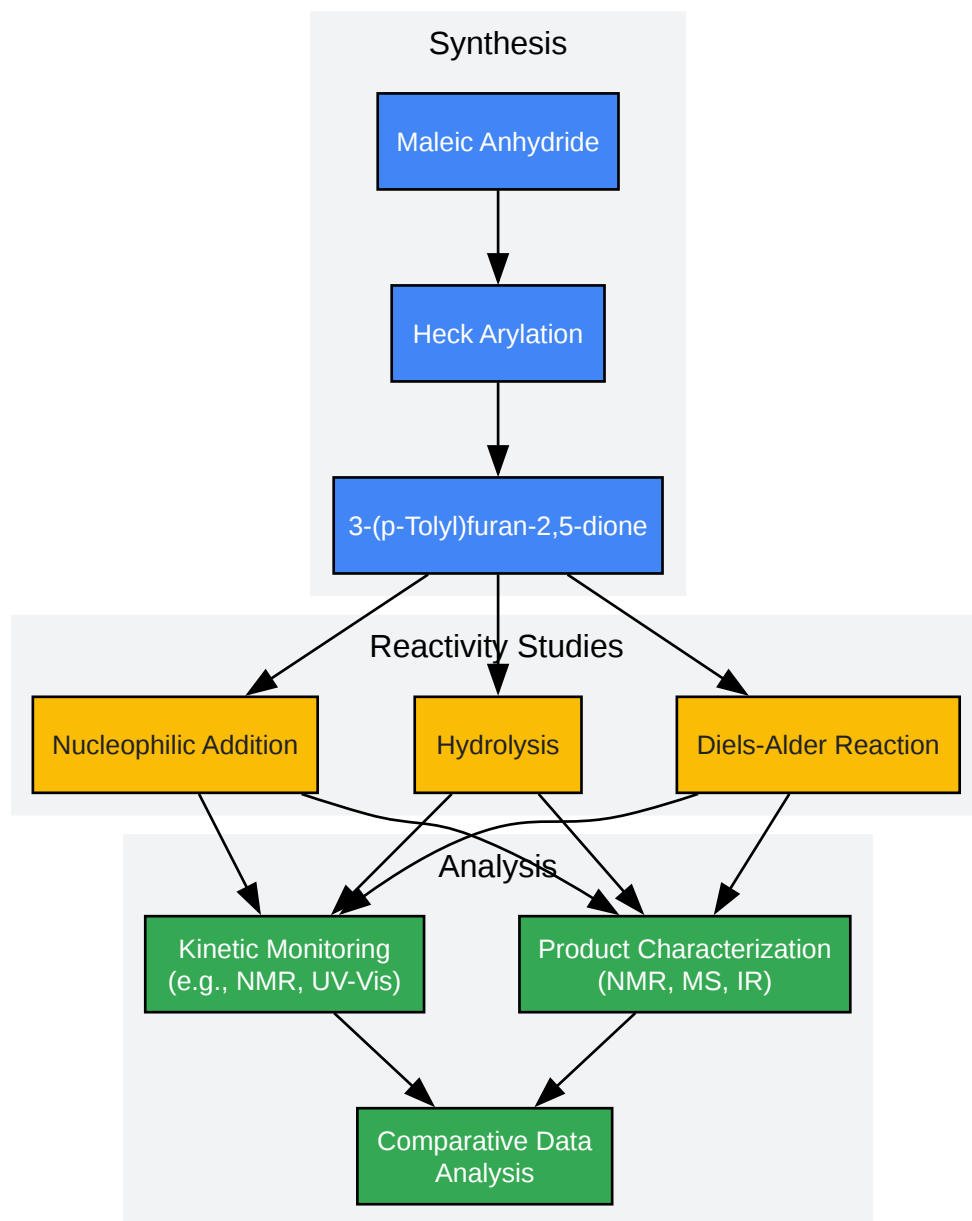 Synthesis
Maleic Anhydride
Heck Arylation
3-(p-Tolyl)furan-2,5-dione
Reactivity Studies
Nucleophilic Addition
Hydrolysis
Diels-Alder Reaction
Analysis
Kinetic Monitoring
(e.g., NMR, UV-Vis)
Product Characterization
(NMR, MS, IR)
Comparative Data
Analysis